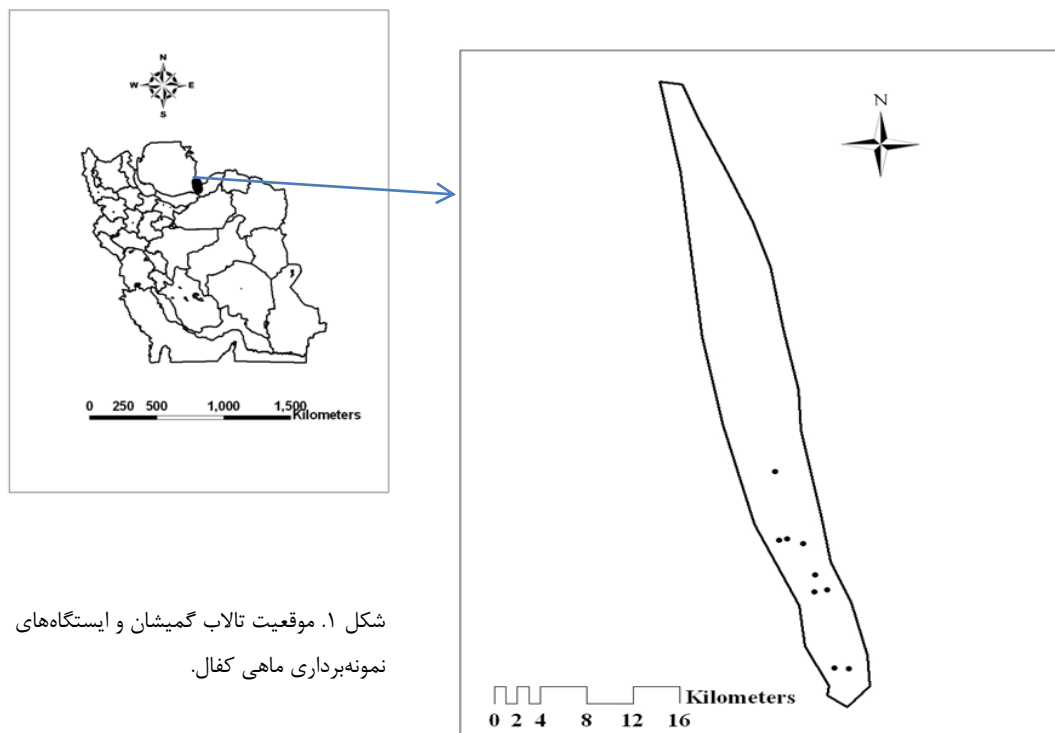 N
W E
S
0 250 500 1,000 1,500
Kilometers
N
Kilometers
0 2 4 8 12 16
شکل ۱. موقعیت تالاب گمیشان و ایستگاه‌های
نمونه‌برداری ماهی کفال.